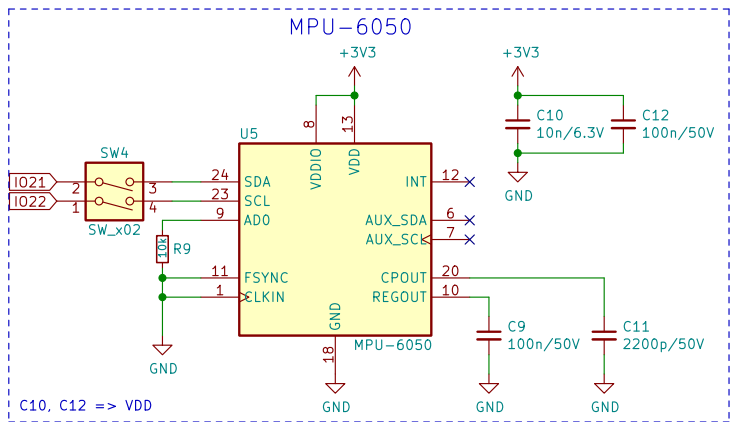 MPU-6050
+3V3
+3V3
8
13
C10
10n/6.3V
C12
100n/50V
GND
U5
VDDIO
VDD
SW4
IO21
2
3
IO22
1
4
SW_x02
24
SDA
23
SCL
9
AD0
10k
R9
11
FSYNC
1
CLKIN
GND
INT
12
AUX_SDA
6
AUX_SCL
7
CPOUT
20
REGOUT
10
GND
18
MPU-6050
GND
C9
100n/50V
GND
C11
2200p/50V
GND
C10, C12 => VDD